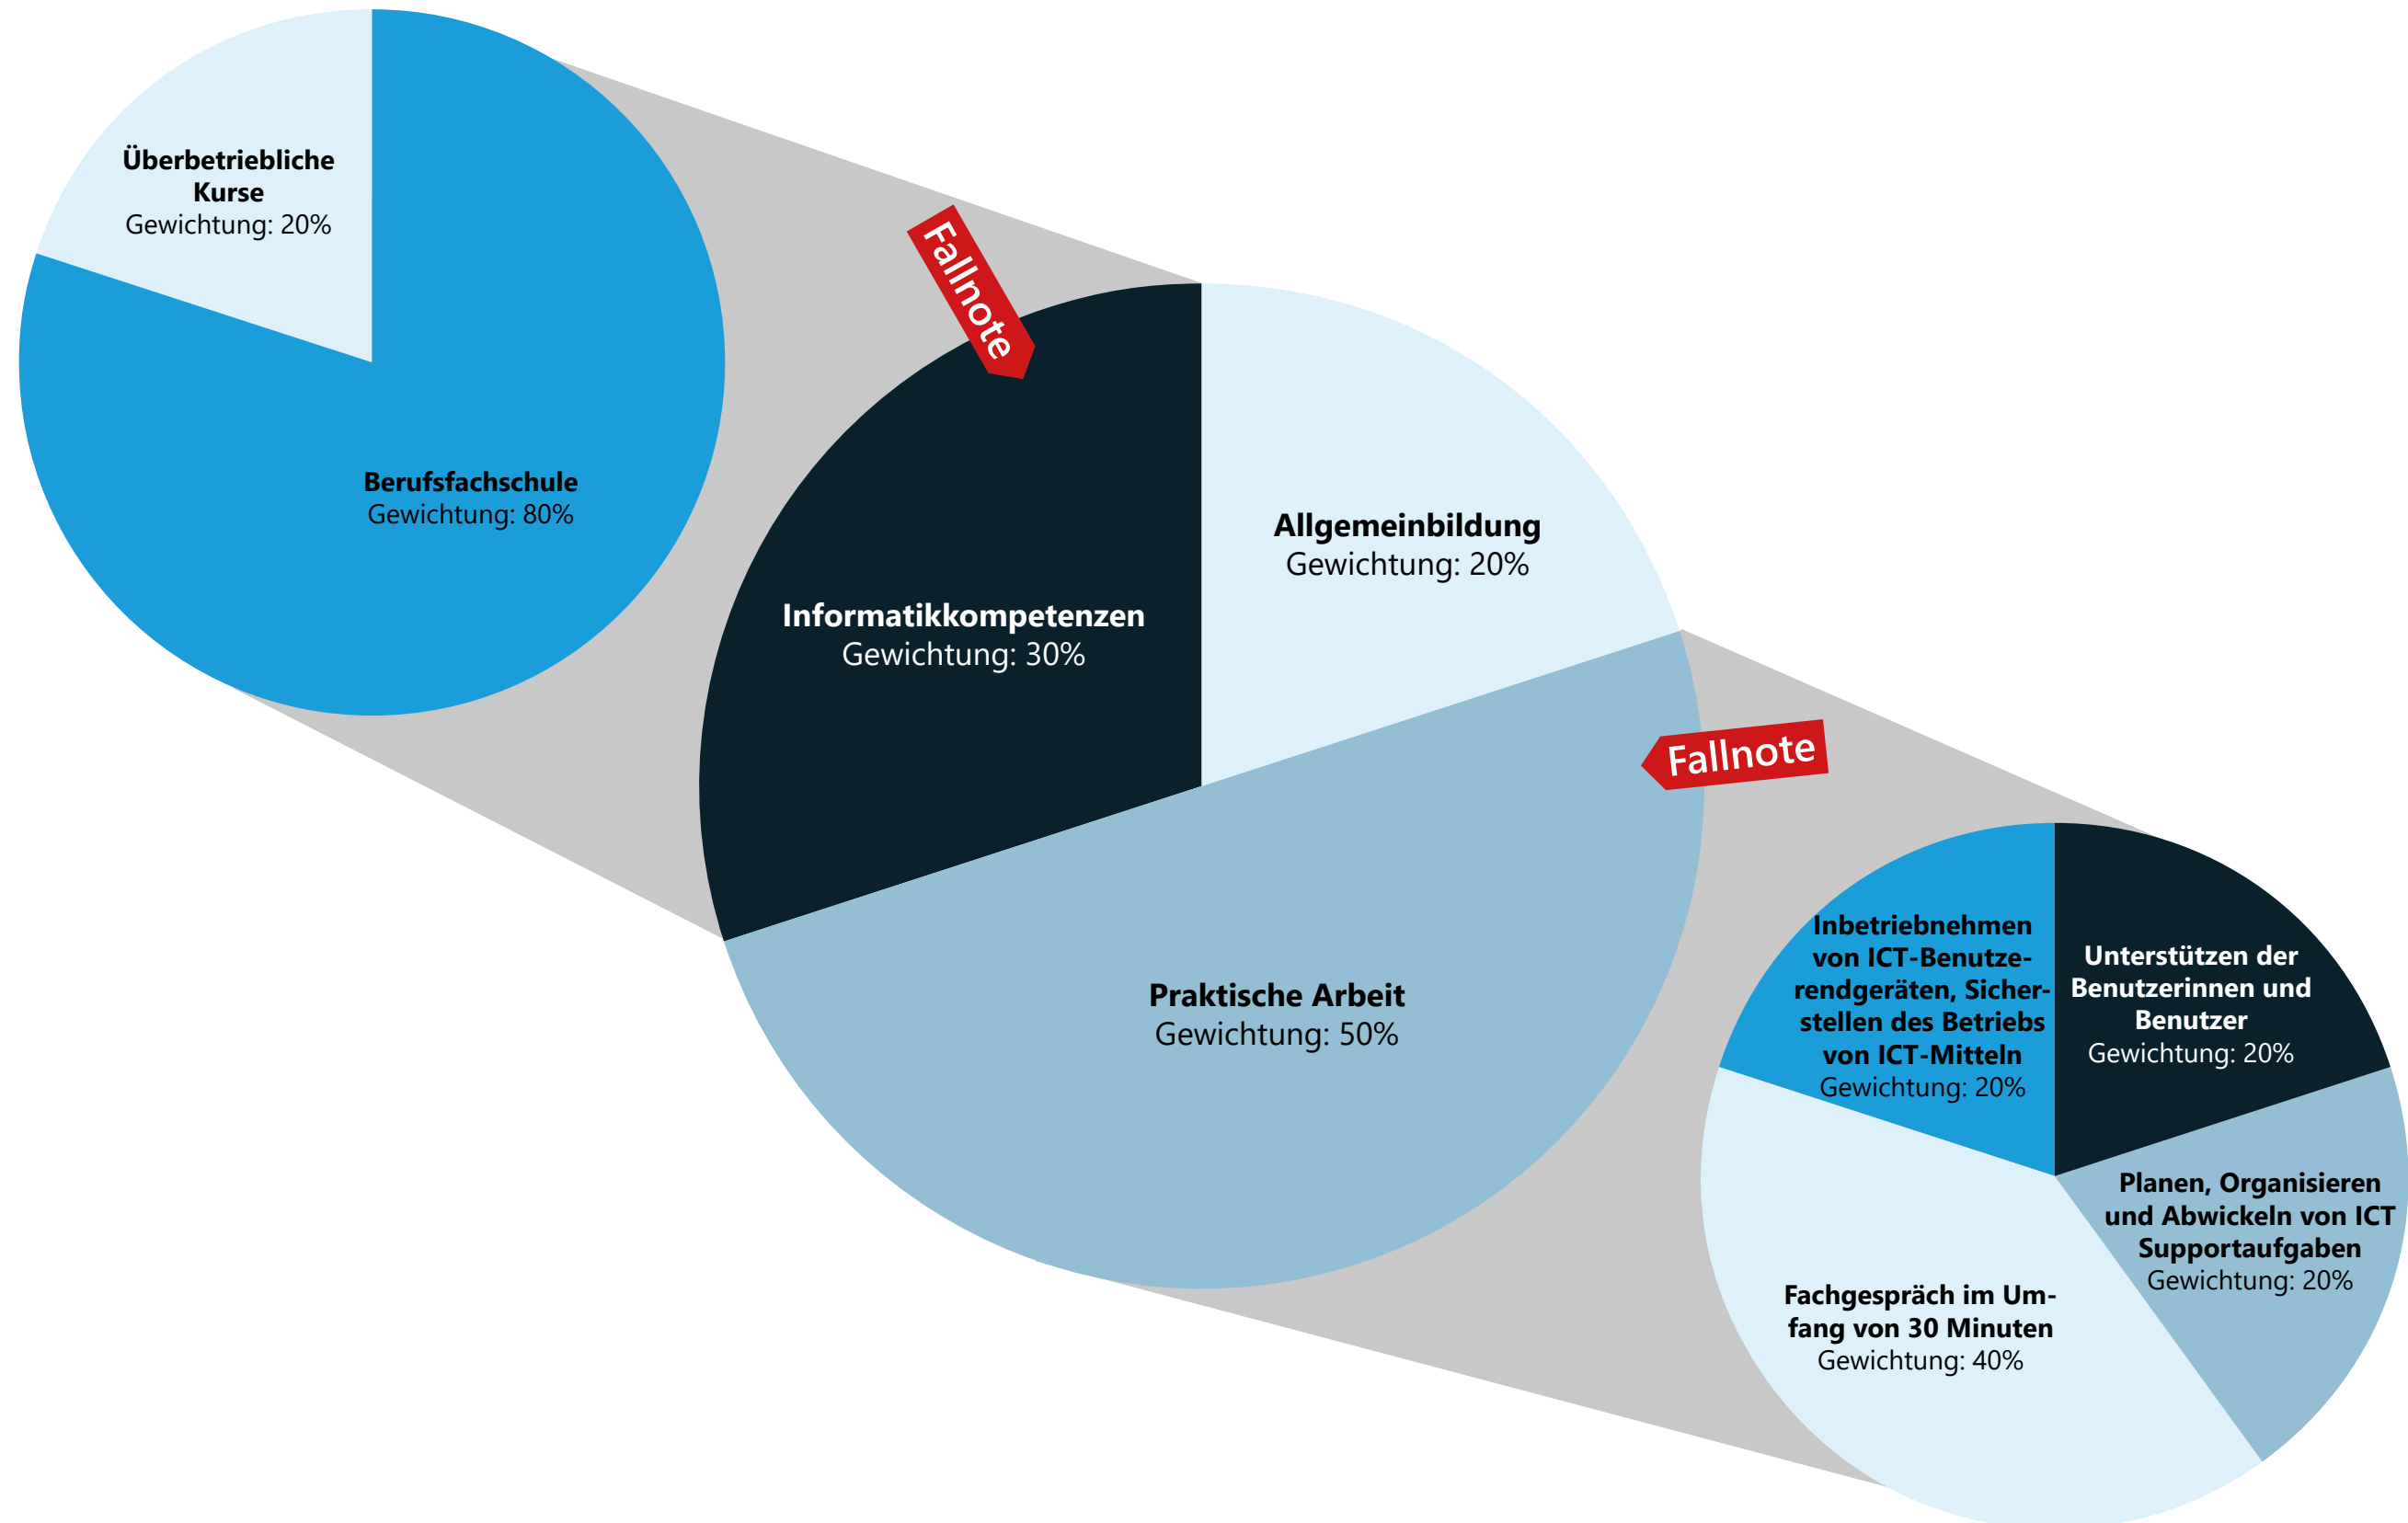 Überbetriebliche
Kurse
Gewichtung: 20%
Berufsfachschule
Gewichtung: 80%
Fallnote
Informatikkompetenzen
Gewichtung: 30%
Allgemeinbildung
Gewichtung: 20%
Praktische Arbeit
Gewichtung: 50%
Fallnote
Inbetriebnehmen
von ICT-Benutze-
rendgeräten, Sicher-
stellen des Betriebs
von ICT-Mitteln
Gewichtung: 20%
Unterstützen der
Benutzerinnen und
Benutzer
Gewichtung: 20%
Planen, Organisieren
und Abwickeln von ICT
Supportaufgaben
Gewichtung: 20%
Fachgespräch im Um-
fang von 30 Minuten
Gewichtung: 40%